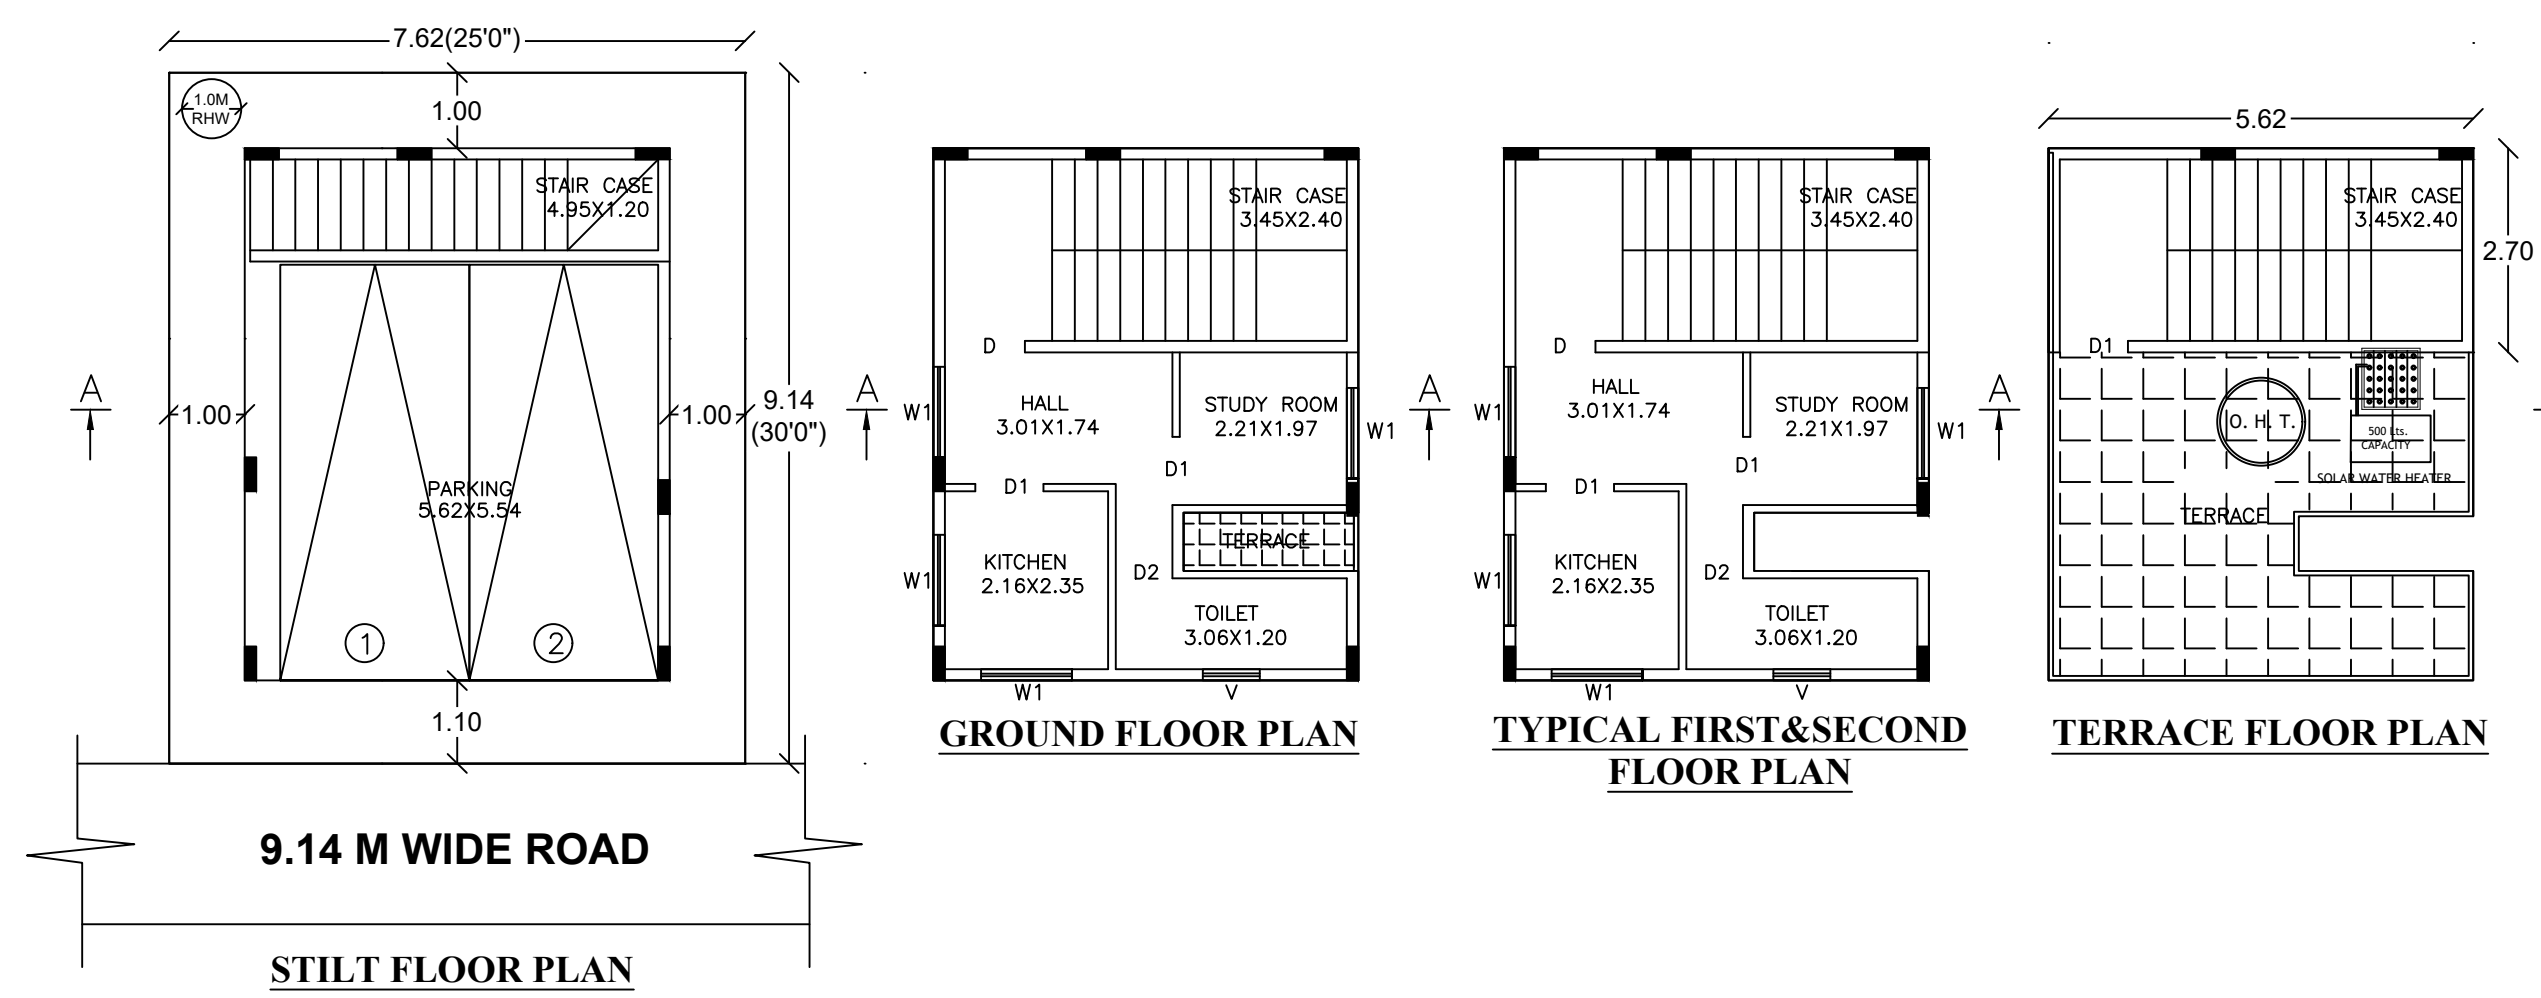 7.62(25'0")
1.0M
RHW
1.00
STAIR CASE
4.95X1.20
A
1.00
1.00
9.14
(30'0")
PARKING
5.62X5.54
1
2
1.10
9.14 M WIDE ROAD
STILT FLOOR PLAN
STAIR CASE
3.45X2.40
D
A
W1
HALL
3.01X1.74
STUDY ROOM
2.21X1.97
W1
D1
D1
TERRACE
KITCHEN
2.16X2.35
W1
D2
TOILET
3.06X1.20
W1
V
GROUND FLOOR PLAN
STAIR CASE
3.45X2.40
D
A
W1
HALL
3.01X1.74
STUDY ROOM
2.21X1.97
W1
D1
D1
KITCHEN
2.16X2.35
W1
D2
TOILET
3.06X1.20
W1
V
TYPICAL FIRST&SECOND
FLOOR PLAN
5.62
STAIR CASE
3.45X2.40
2.70
D1
A
O. H. T.
500 Lts.
CAPACITY
SOLAR WATER HEATER
TERRACE
TERRACE FLOOR PLAN